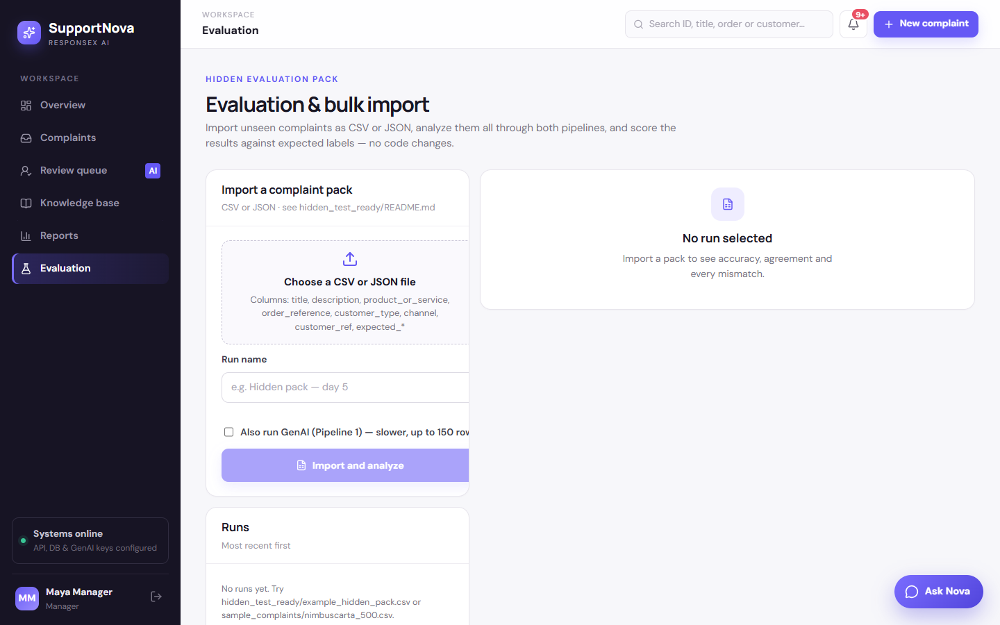 SupportNova
RESPONSEX AI
WORKSPACE
Overview
Complaints
Review queue
AI
Knowledge base
Reports
Evaluation
Systems online
API, DB & GenAI keys configured
MM
Maya Manager
Manager
WORKSPACE
Evaluation
Search ID, title, order or customer...
9+
New complaint
HIDDEN EVALUATION PACK
Evaluation & bulk import
Import unseen complaints as CSV or JSON, analyze them all through both pipelines, and score the
results against expected labels — no code changes.
Import a complaint pack
CSV or JSON · see hidden_test_ready/README.md
Choose a CSV or JSON file
Columns: title, description, product_or_service,
order_reference, customer_type, channel,
customer_ref, expected_*
Run name
e.g. Hidden pack — day 5
Also run GenAI (Pipeline 1) — slower, up to 150 row
Import and analyze
Runs
Most recent first
No runs yet. Try
hidden_test_ready/example_hidden_pack.csv or
sample_complaints/nimbuscarta_500.csv.
No run selected
Import a pack to see accuracy, agreement and
every mismatch.
Ask Nova